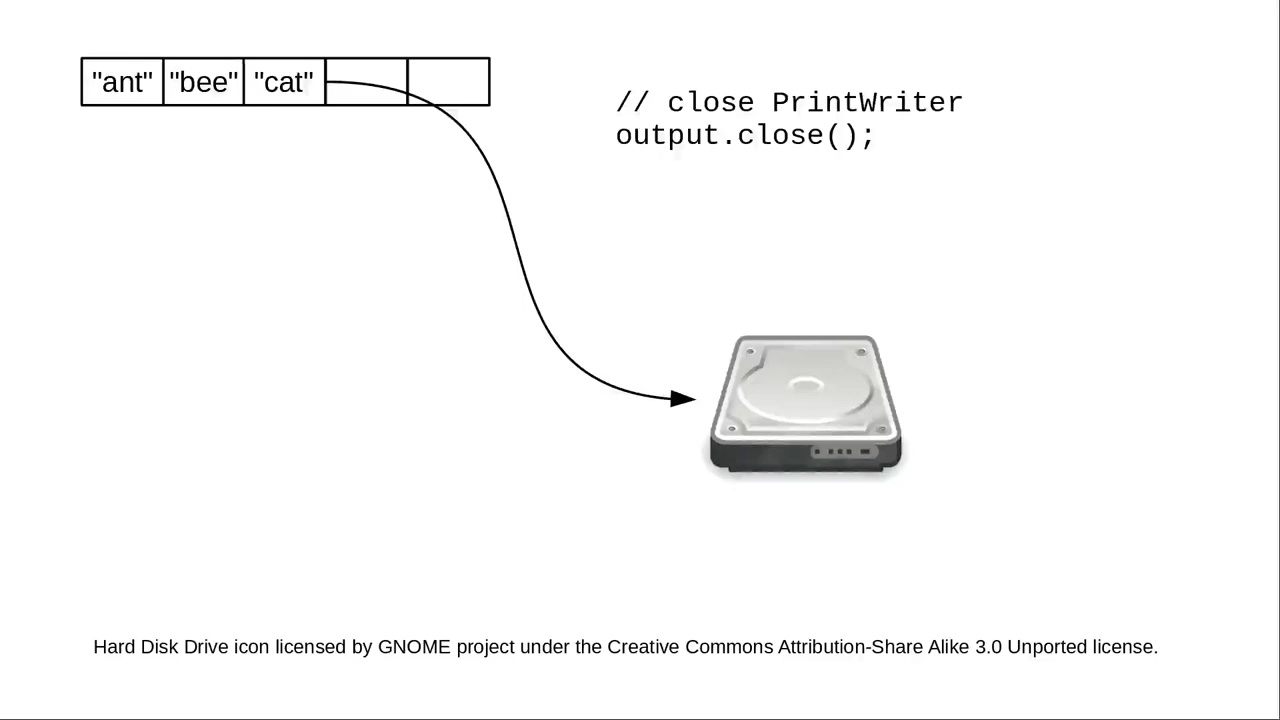 "ant" "bee" "cat"
// close PrintWriter
output.close();
Hard Disk Drive icon licensed by GNOME project under the Creative Commons Attribution-Share Alike 3.0 Unported license.